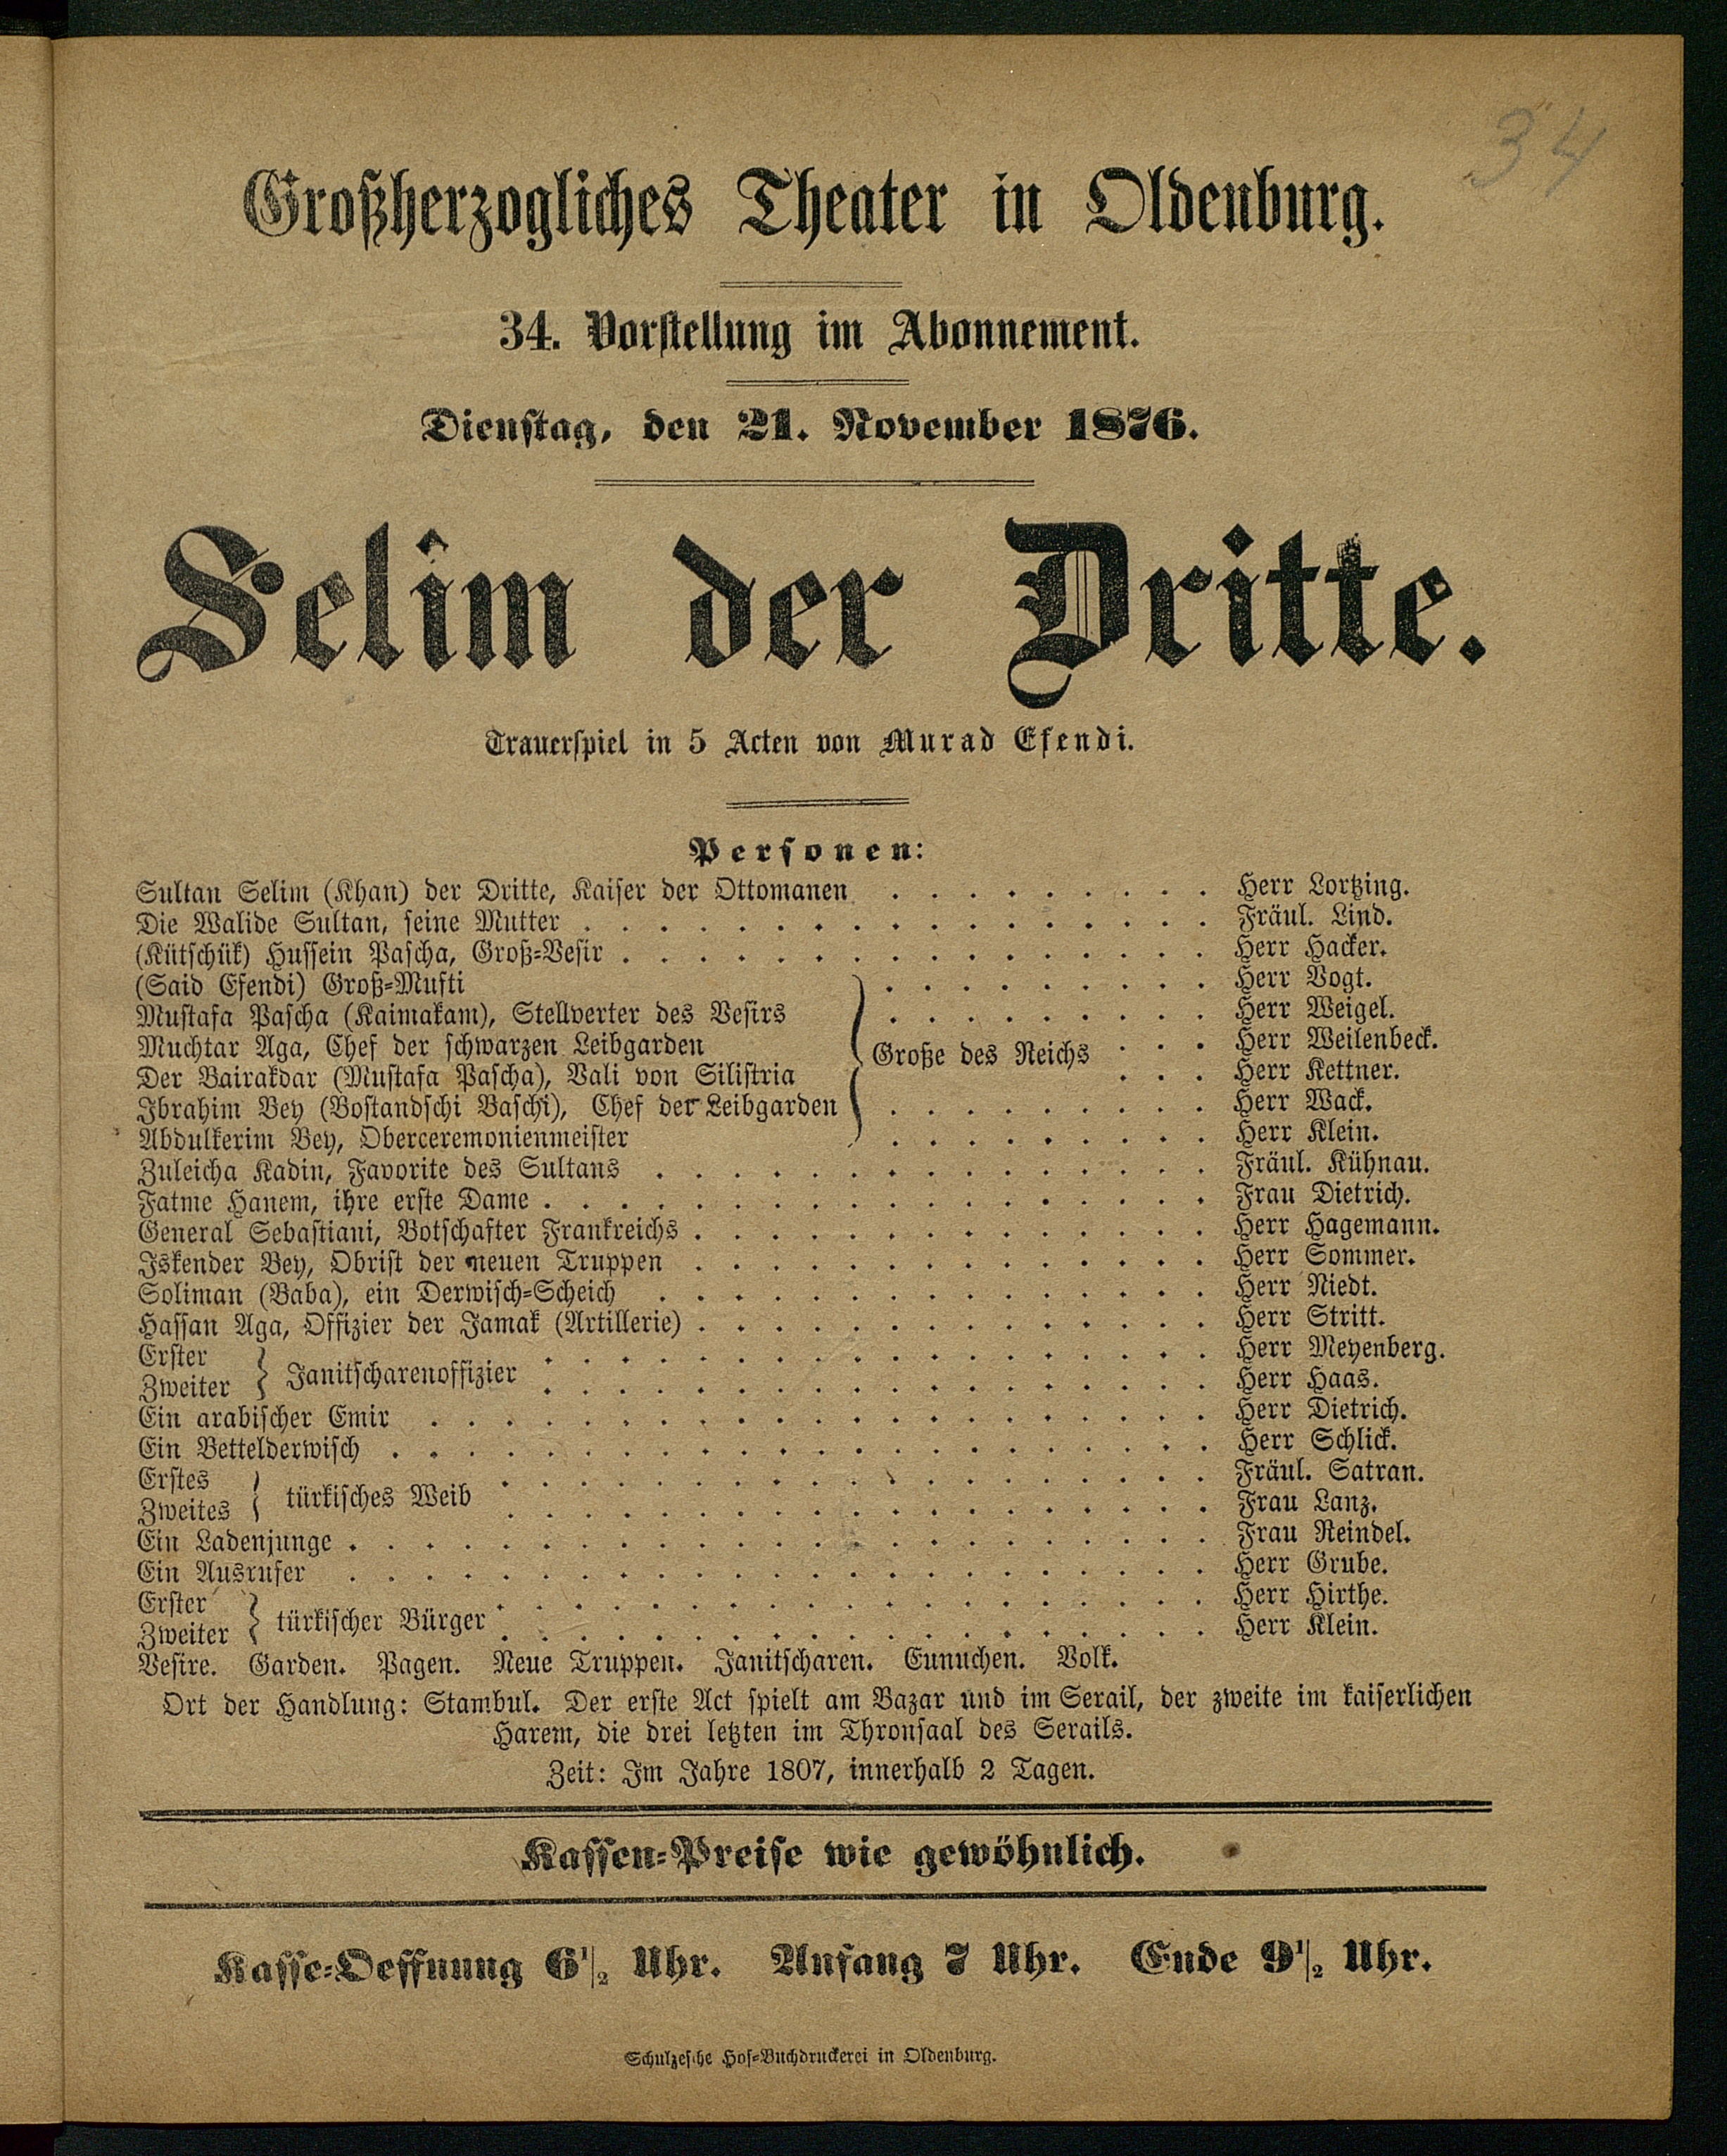 34
Großherzogliches Theater in Oldenburg.
34. Vorstellung im Abonnement.
Dienstag, den 21. November 1876.
Selim der Dritte.
Trauerspiel in 5 Acten von Murad Efendi.
Personen:
Sultan Selim (Khan) der Dritte, Kaiser der Ottomanen . . . . . . . . . Herr Lortzing.
Die Walide Sultan, seine Mutter . . . . . . . . . Fräul. Lind.
(Kütschük) Hussein Pascha, Groß-Vesir . . . . . . . . . Herr Hacker.
(Said Efendi) Groß-Mufti . . . . . . . . . Herr Vogt.
Mustafa Pascha (Kaimakam), Stellverter des Vesirs . . . . . . . . . Herr Weigel.
Muchtar Aga, Chef der schwarzen Leibgarden . . . Herr Weilenbeck.
Große des Reichs
Der Bairakdar (Mustafa Pascha), Vali von Silistria . . . Herr Kettner.
Ibrahim Bey (Bostandschi Baschi), Chef der Leibgarden . . . . . . . . . Herr Wack.
Abdulkerim Bey, Oberceremonienmeister . . . . . . . . . Herr Klein.
Zuleicha Kadin, Favorite des Sultans . . . . . . . . . Fräul. Kühnau.
Fatme Hanem, ihre erste Dame . . . . . . . . . Frau Dietrich.
General Sebastiani, Botschafter Frankreichs . . . . . . . . . Herr Hagemann.
Iskender Bey, Obrist der neuen Truppen . . . . . . . . . Herr Sommer.
Soliman (Baba), ein Derwisch-Scheich . . . . . . . . . Herr Niedt.
Hassan Aga, Offizier der Jamak (Artillerie) . . . . . . . . . Herr Stritt.
Erster . . . . . . . . . Herr Meyenberg.
Janitscharenoffizier
Zweiter . . . . . . . . . Herr Haas.
Ein arabischer Emir . . . . . . . . . Herr Dietrich.
Ein Bettelderwisch . . . . . . . . . Herr Schlick.
Erstes . . . . . . . . . Fräul. Satran.
türkisches Weib
Zweites . . . . . . . . . Frau Lanz.
Ein Ladenjunge . . . . . . . . . Frau Reindel.
Ein Ausrufer . . . . . . . . . Herr Grube.
Erster . . . . . . . . . Herr Hirthe.
türkischer Bürger
Zweiter . . . . . . . . . Herr Klein.
Vesire. Garden. Pagen. Neue Truppen. Janitscharen. Eunuchen. Volk.
Ort der Handlung: Stambul. Der erste Act spielt am Bazar und im Serail, der zweite im kaiserlichen
Harem, die drei letzten im Thronsaal des Serails.
Zeit: Im Jahre 1807, innerhalb 2 Tagen.
Kassen-Preise wie gewöhnlich.
Kasse-Oeffnung 6 1/2 Uhr. Anfang 7 Uhr. Ende 9 1/2 Uhr.
Schulzesche Hof-Buchdruckerei in Oldenburg.